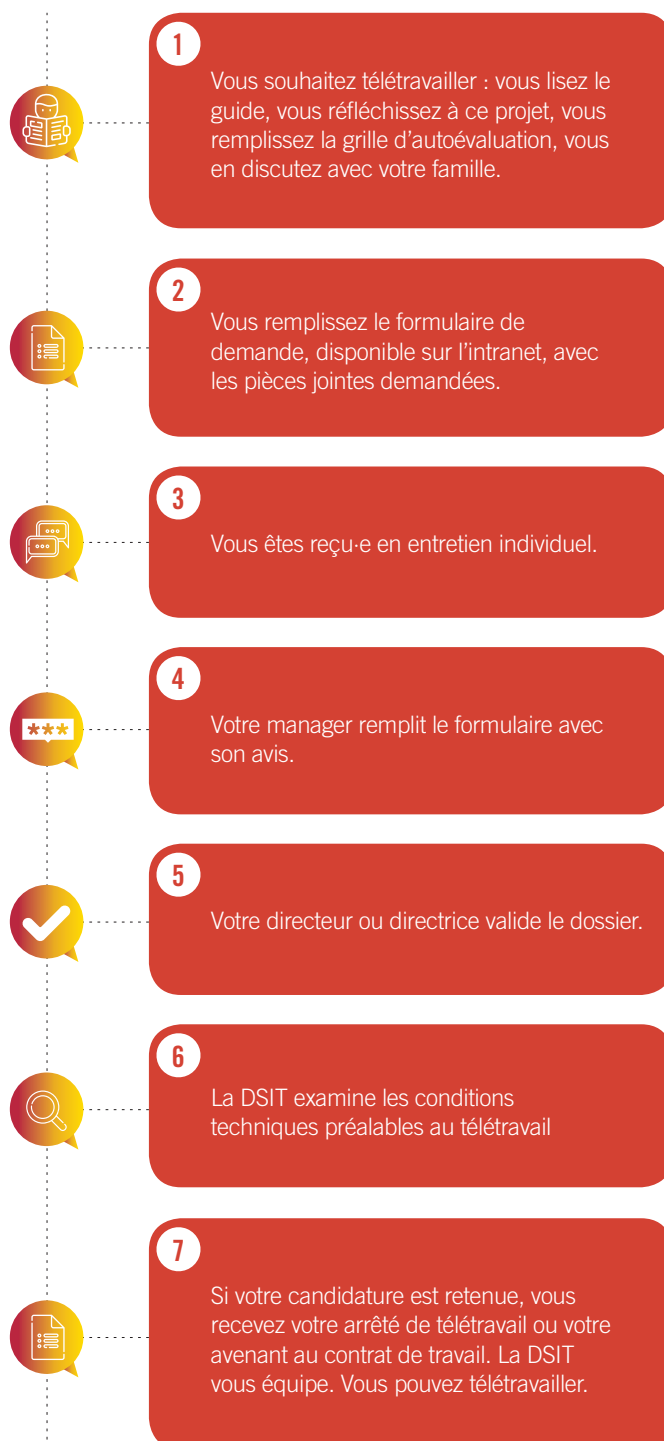 1
Vous souhaitez télétravailler : vous lisez le
guide, vous réfléchissez à ce projet, vous
remplissez la grille d’autoévaluation, vous
en discutez avec votre famille.
2
Vous remplissez le formulaire de
demande, disponible sur l’intranet, avec
les pièces jointes demandées.
3
Vous êtes reçu·e en entretien individuel.
4
Votre manager remplit le formulaire avec
son avis.
***
5
Votre directeur ou directrice valide le dossier.
6
La DSIT examine les conditions
techniques préalables au télétravail
7
Si votre candidature est retenue, vous
recevez votre arrêté de télétravail ou votre
avenant au contrat de travail. La DSIT
vous équipe. Vous pouvez télétravailler.